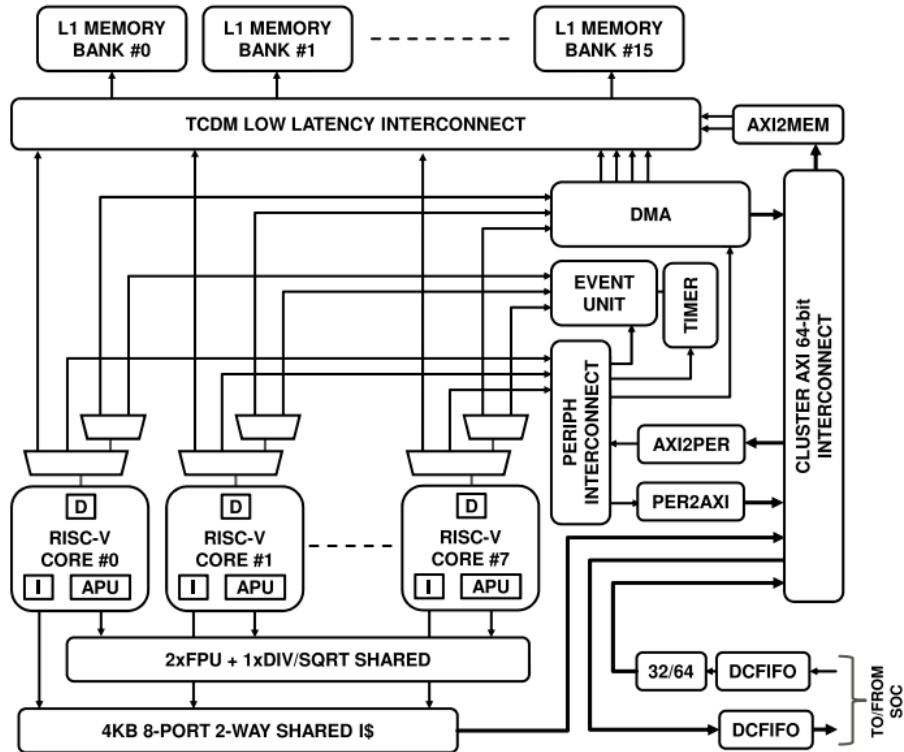 L1 MEMORY
BANK #0
L1 MEMORY
BANK #1
L1 MEMORY
BANK #15
TCDM LOW LATENCY INTERCONNECT
AXI2MEM
DMA
EVENT
UNIT
TIMER
PERIPH
INTERCONNECT
CLUSTER AXI 64-bit
INTERCONNECT
AXI2PER
PER2AXI
D
RISC-V
CORE #0
I
APU
D
RISC-V
CORE #1
I
APU
D
RISC-V
CORE #7
I
APU
2xFPU + 1xDIV/SQRT SHARED
4KB 8-PORT 2-WAY SHARED I$
32/64
DCFIFO
DCFIFO
TO/FROM
SOC